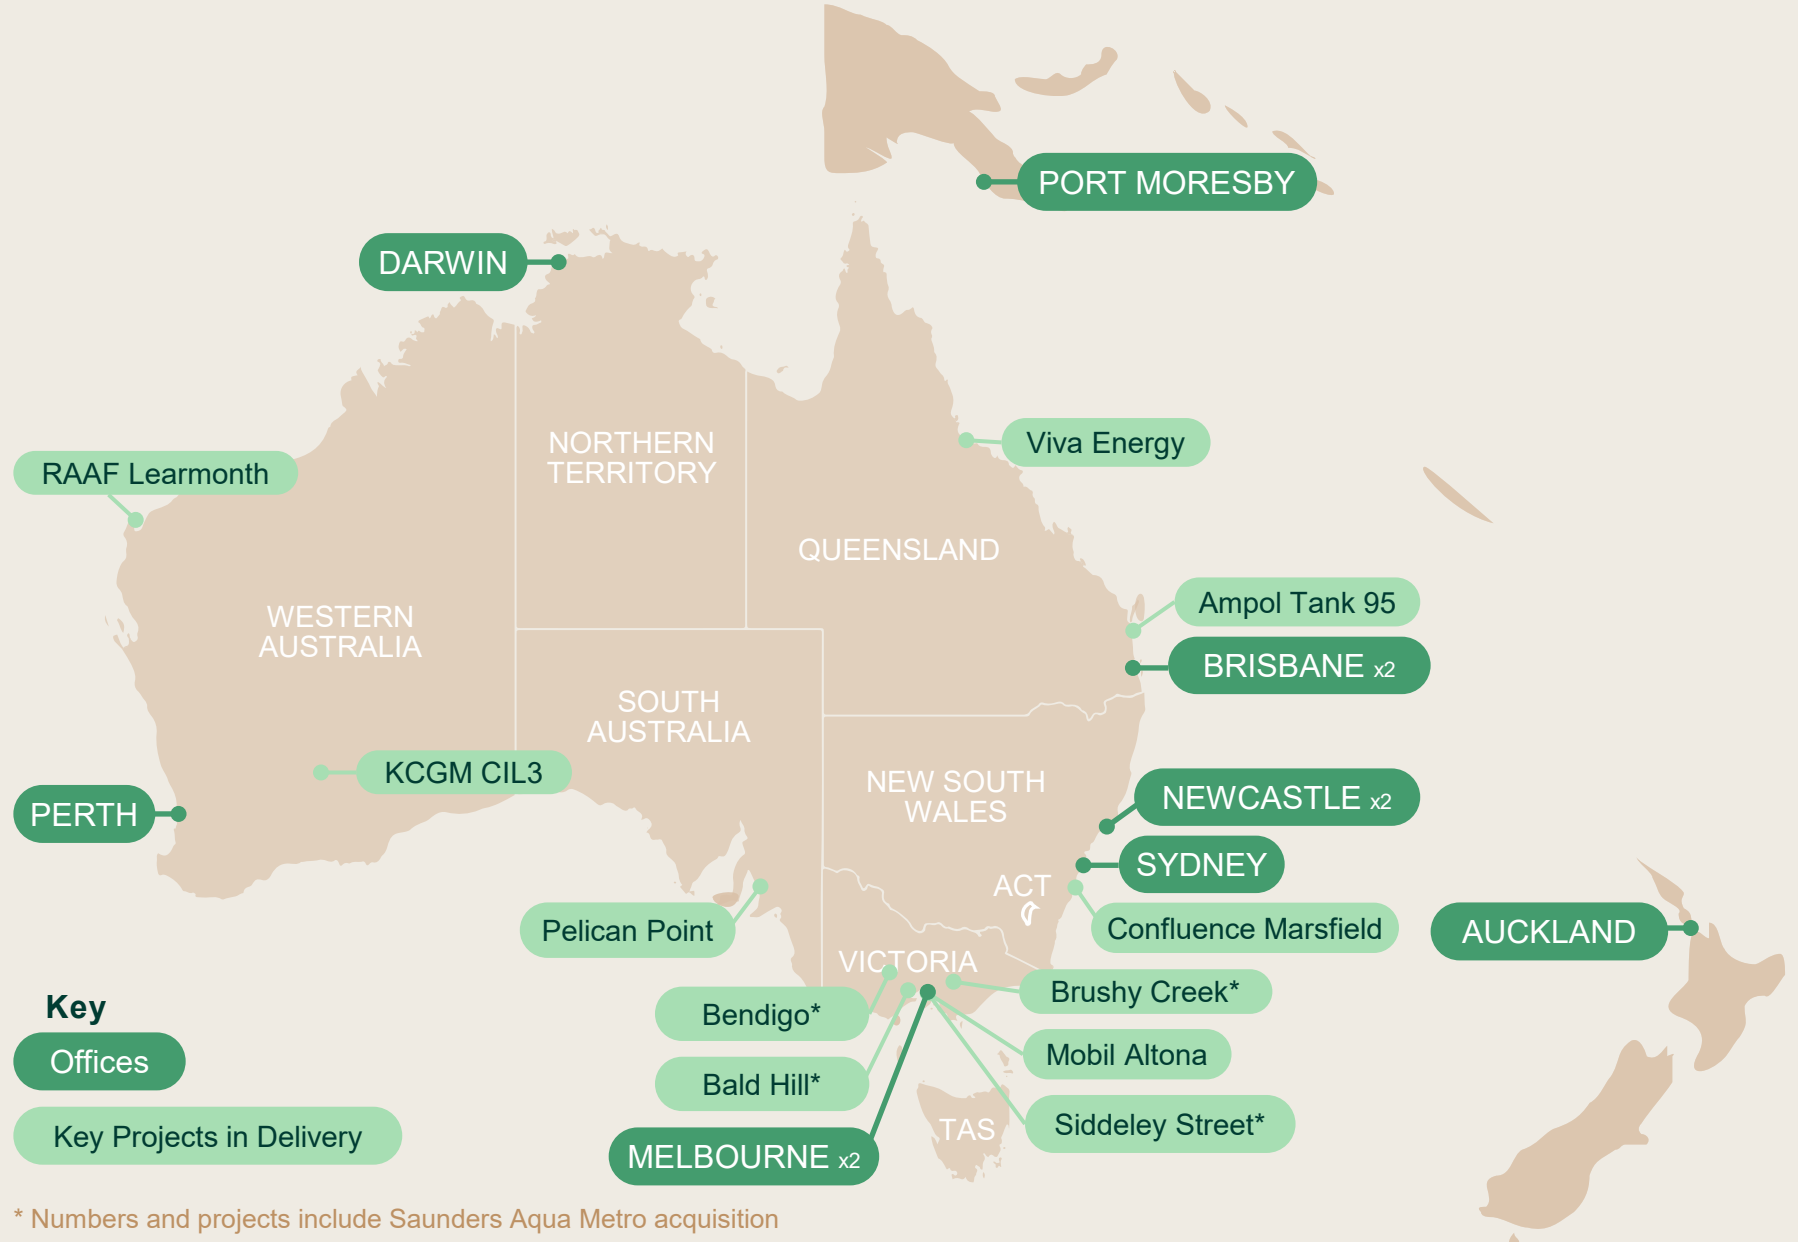 PORT MORESBY
DARWIN
NORTHERN
TERRITORY
Viva Energy
RAAF Learmonth
QUEENSLAND
WESTERN
AUSTRALIA
Ampol Tank 95
BRISBANE x2
SOUTH
AUSTRALIA
KCGM CIL3
NEW SOUTH
WALES
NEWCASTLE x2
PERTH
SYDNEY
ACT
Pelican Point
Confluence Marsfield
AUCKLAND
VICTORIA
Brushy Creek*
Bendigo*
Mobil Altona
Bald Hill*
Siddeley Street*
TAS
MELBOURNE x2
Key
Offices
Key Projects in Delivery
* Numbers and projects include Saunders Aqua Metro acquisition